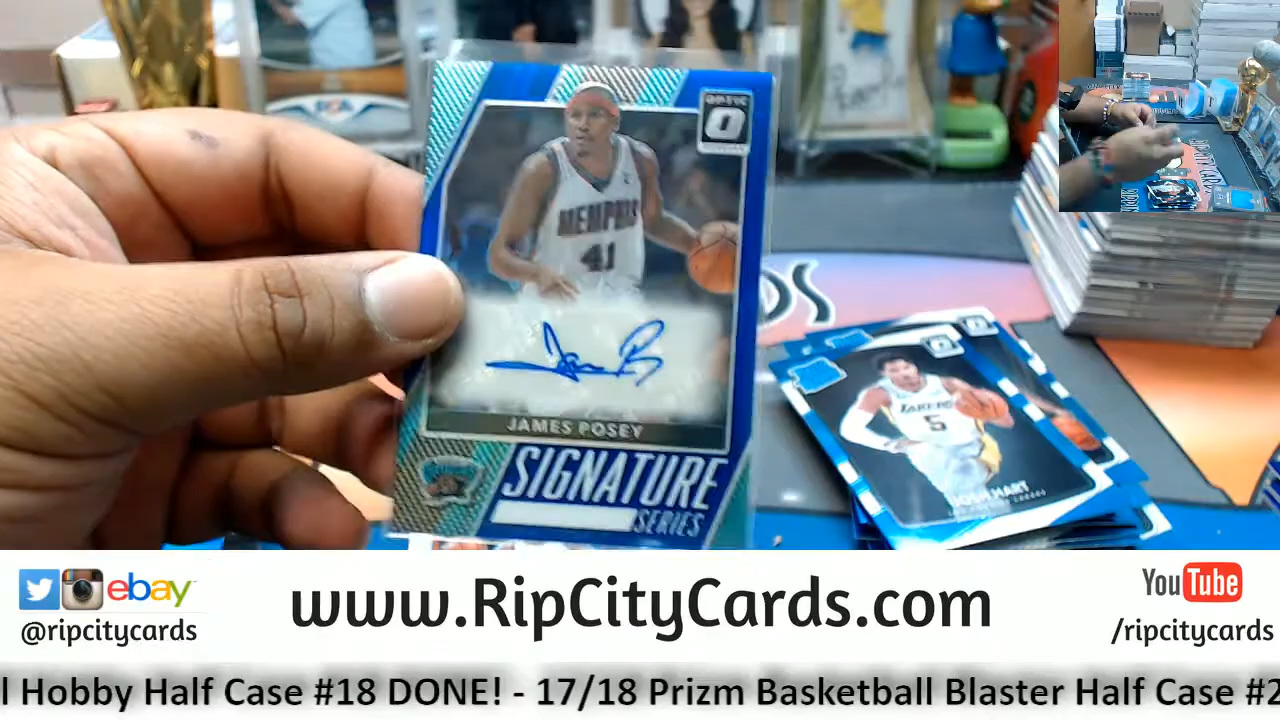 OPTIC
MEMPHIS
41
JAMES POSEY
SIGNATURE
SERIES
LAKERS
5
JOSH HART
ebay
@ripcitycards
www.RipCityCards.com
YouTube
/ripcitycards
l Hobby Half Case #18 DONE! - 17/18 Prizm Basketball Blaster Half Case #2